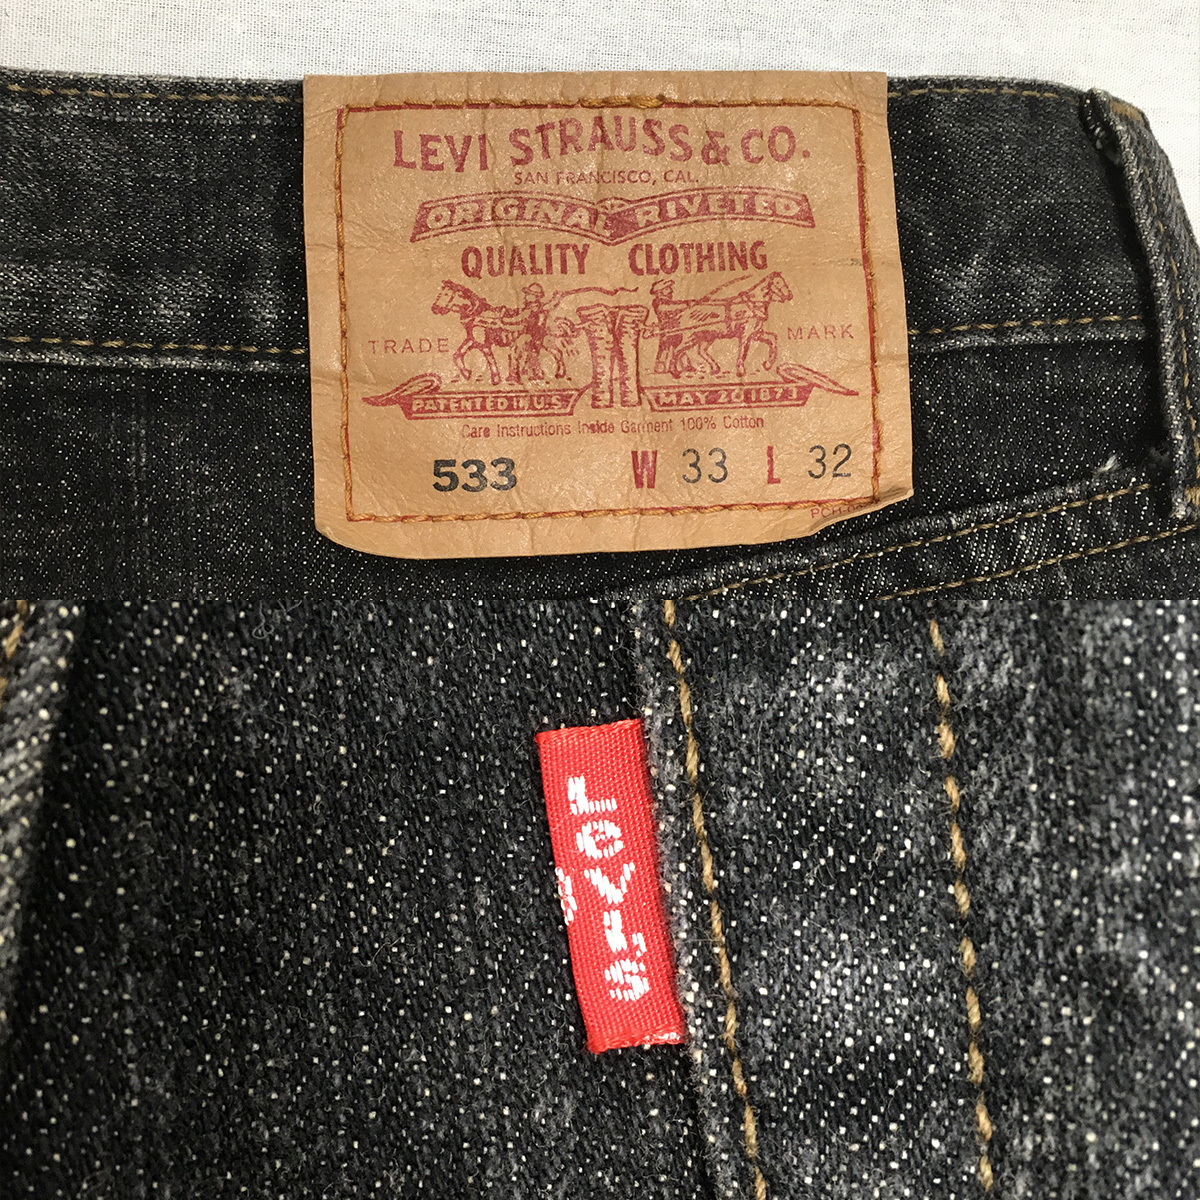 LEVI STRAUSS & CO.
SAN FRANCISCO, CAL.
ORIGINAL RIVETED
QUALITY CLOTHING
TRADE MARK
PATENTED IN U.S. MAY 20 1873
Care Instructions Inside Garment 100% Cotton
533 W 33 L 32
LEVI'S